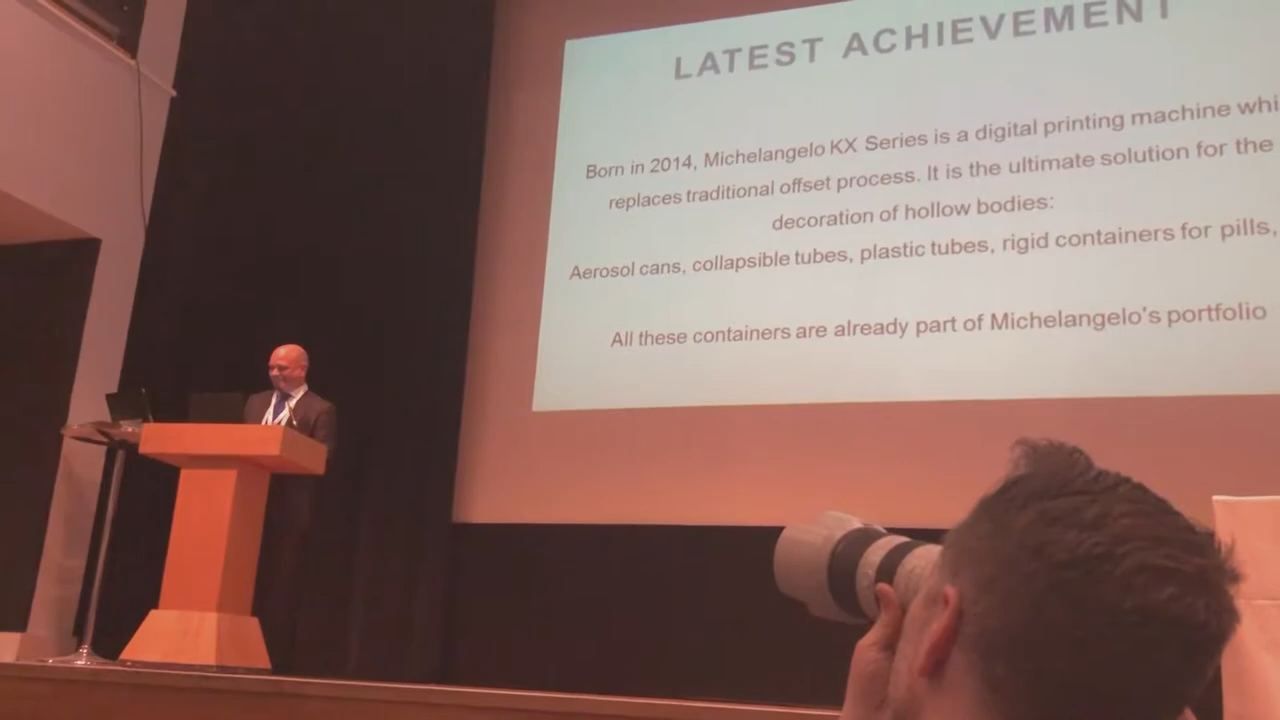 LATEST ACHIEVEMENT
Born in 2014, Michelangelo KX Series is a digital printing machine
replaces traditional offset process. It is the ultimate solution for the
decoration of hollow bodies:
Aerosol cans, collapsible tubes, plastic tubes, rigid containers for pills,
All these containers are already part of Michelangelo's portfolio